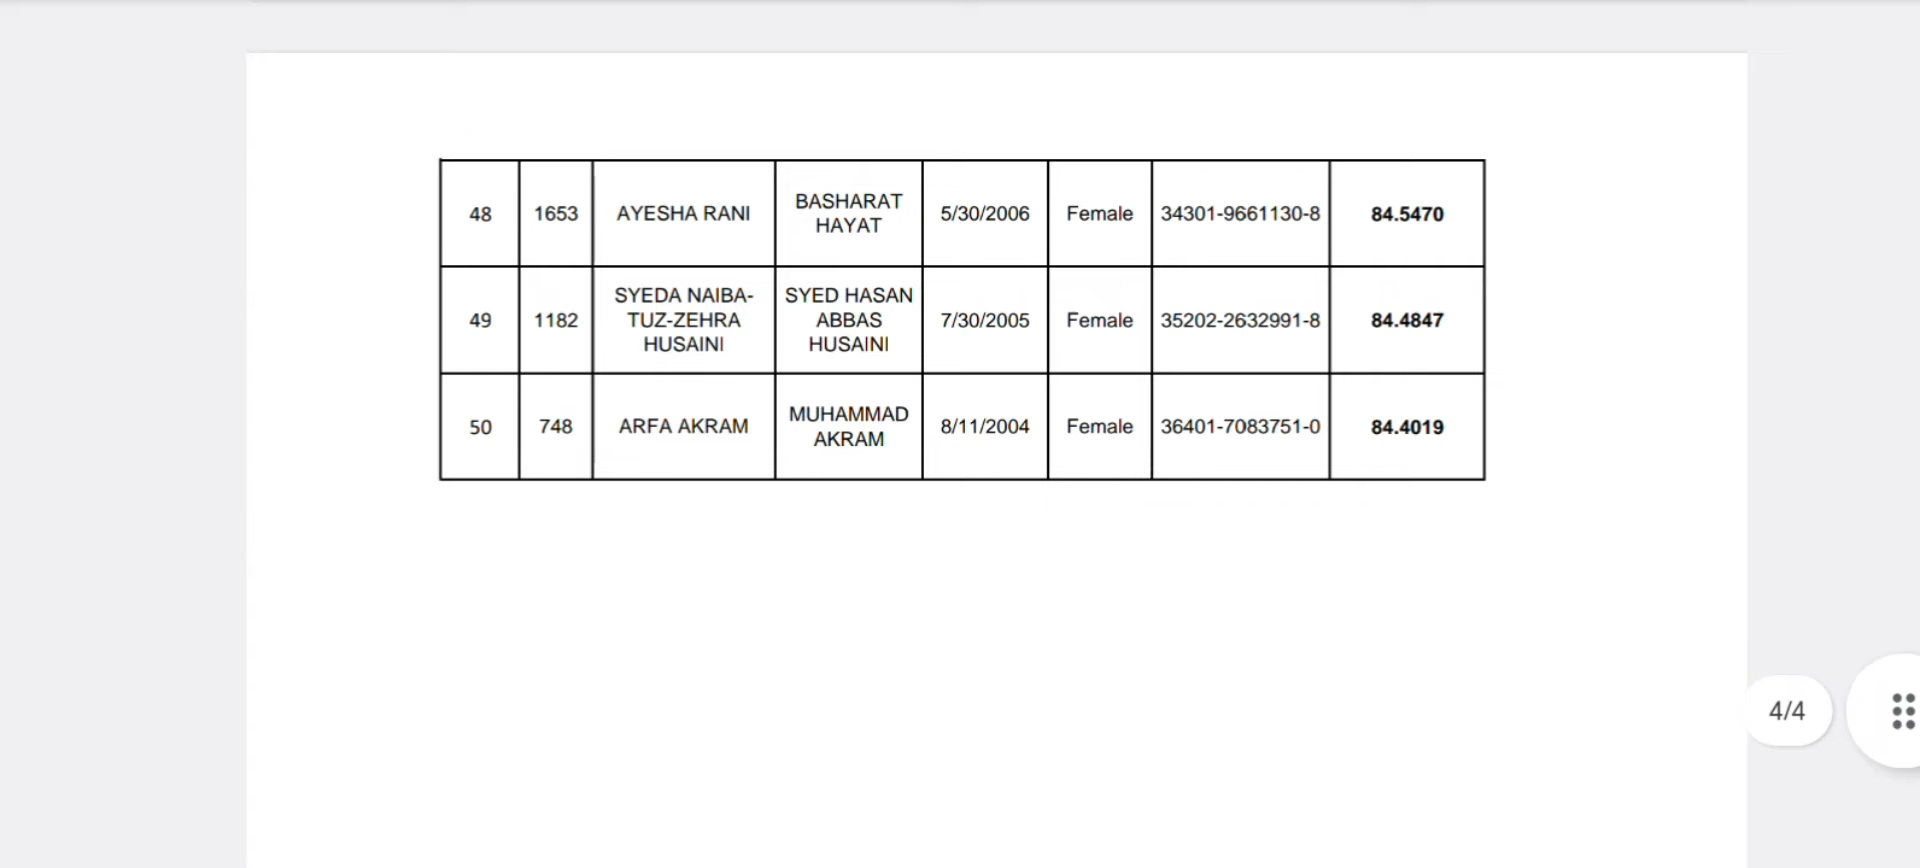 48 1653 AYESHA RANI BASHARAT HAYAT 5/30/2006 Female 34301-9661130-8 84.5470
49 1182 SYEDA NAIBA-TUZ-ZEHRA HUSAINI SYED HASAN ABBAS HUSAINI 7/30/2005 Female 35202-2632991-8 84.4847
50 748 ARFA AKRAM MUHAMMAD AKRAM 8/11/2004 Female 36401-7083751-0 84.4019
4/4